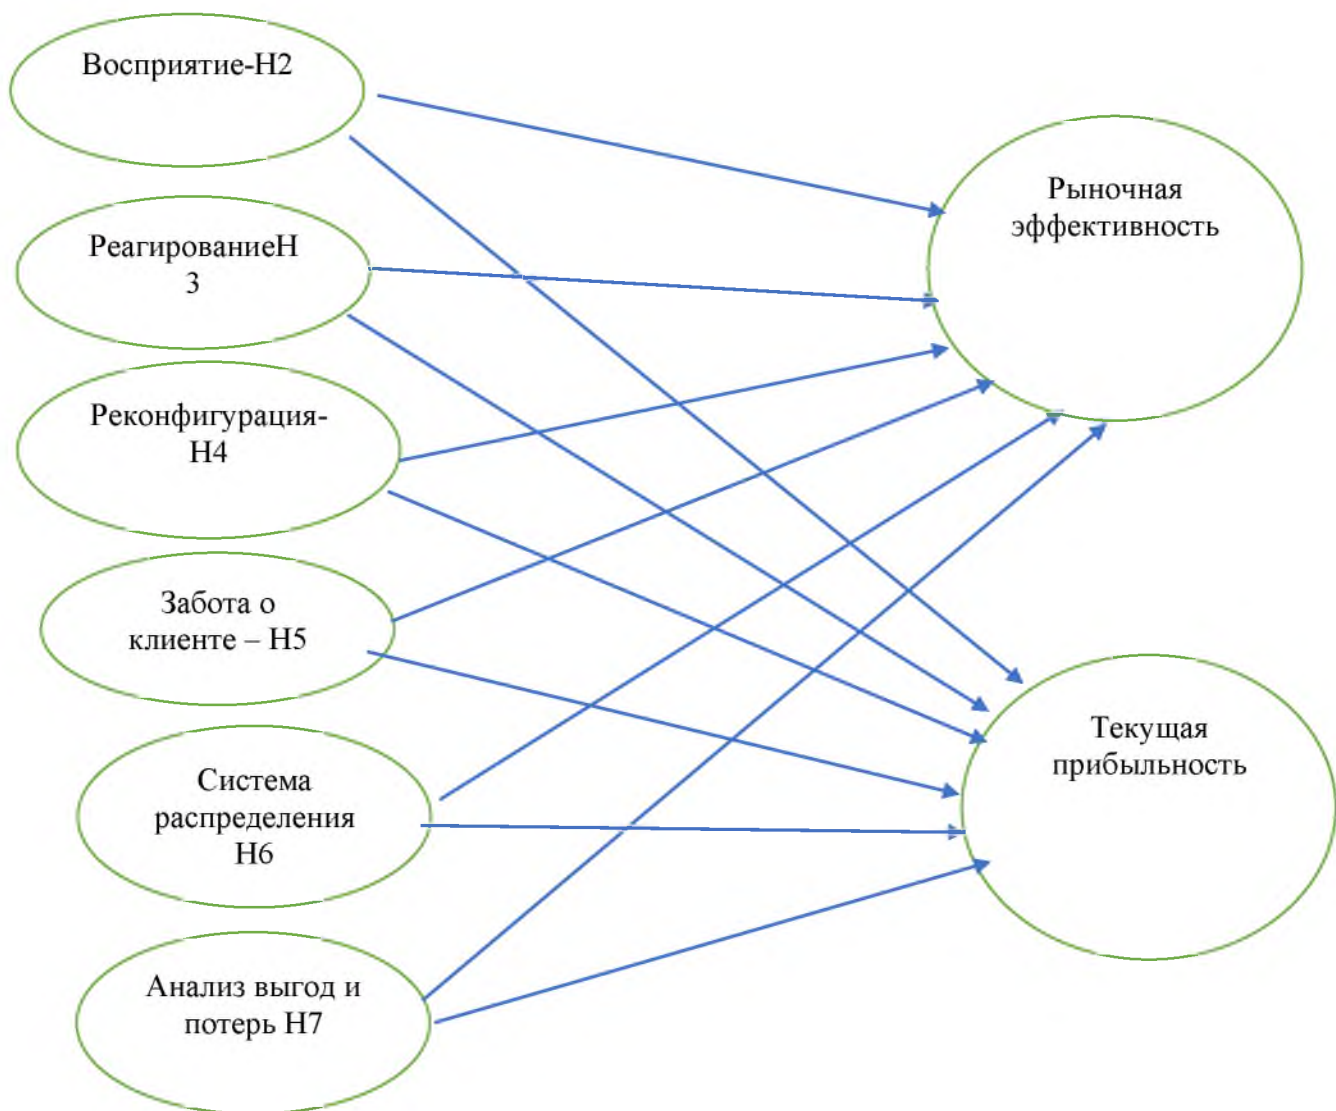 Восприятие-Н2
РеагированиеН
3
Реконфигурация-
Н4
Забота о
клиенте – Н5
Система
распределения
Н6
Анализ выгод и
потерь Н7
Рыночная
эффективность
Текущая
прибыльность